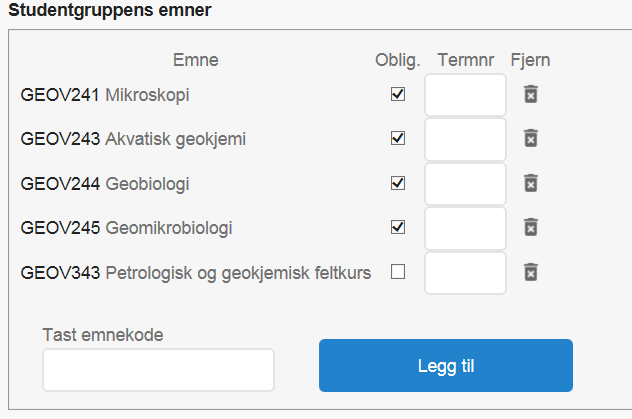 Studentgruppens emner
Emne Oblig. Termnr Fjern
GEOV241 Mikroskopi
GEOV243 Akvatisk geokjemi
GEOV244 Geobiologi
GEOV245 Geomikrobiologi
GEOV343 Petrologisk og geokjemisk feltkurs
Tast emnekode
Legg til